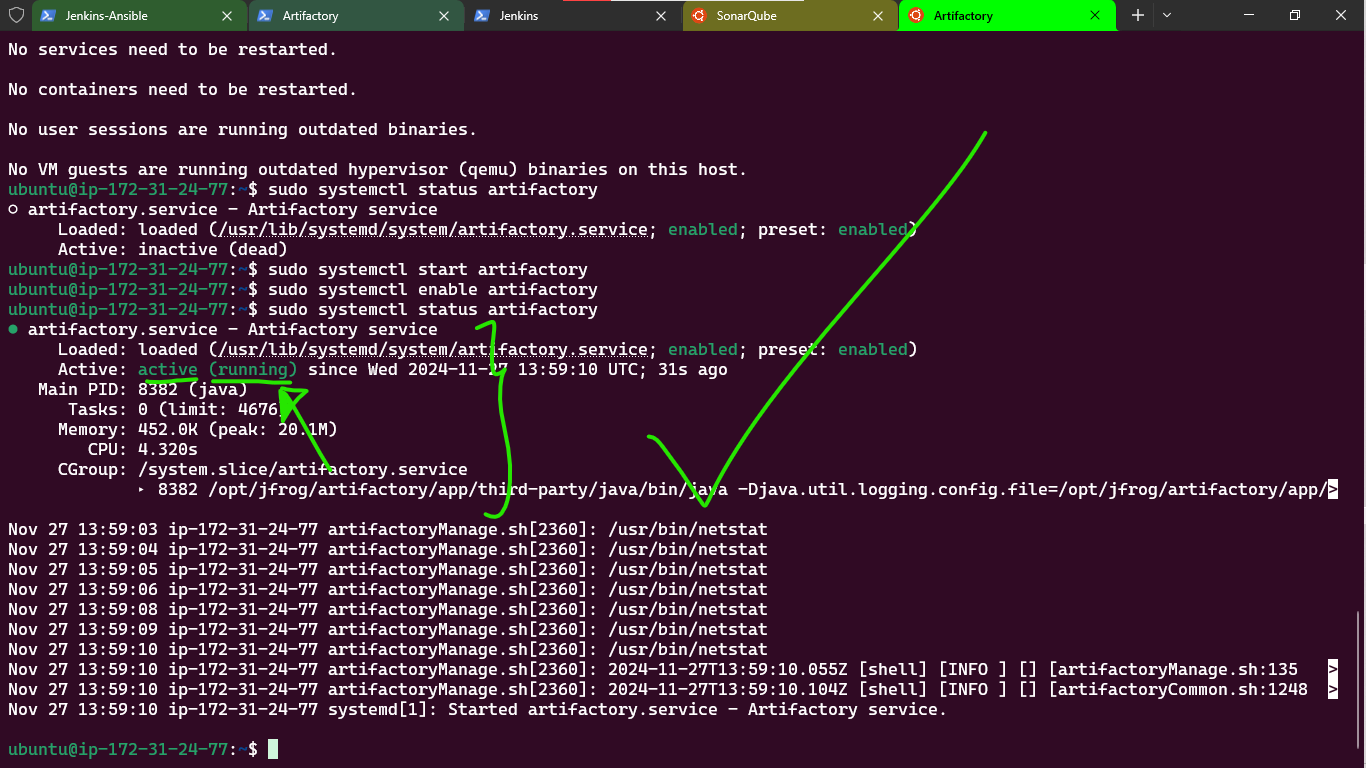 Jenkins-Ansible
Artifactory
Jenkins
SonarQube
Artifactory
No services need to be restarted.
No containers need to be restarted.
No user sessions are running outdated binaries.
No VM guests are running outdated hypervisor (qemu) binaries on this host.
ubuntu@ip-172-31-24-77:~$ sudo systemctl status artifactory
○ artifactory.service - Artifactory service
Loaded: loaded (/usr/lib/systemd/system/artifactory.service; enabled; preset: enabled)
Active: inactive (dead)
ubuntu@ip-172-31-24-77:~$ sudo systemctl start artifactory
ubuntu@ip-172-31-24-77:~$ sudo systemctl enable artifactory
ubuntu@ip-172-31-24-77:~$ sudo systemctl status artifactory
● artifactory.service - Artifactory service
Loaded: loaded (/usr/lib/systemd/system/artifactory.service; enabled; preset: enabled)
Active: active (running) since Wed 2024-11-27 13:59:10 UTC; 31s ago
Main PID: 8382 (java)
Tasks: 0 (limit: 4676)
Memory: 452.0K (peak: 20.1M)
CPU: 4.320s
CGroup: /system.slice/artifactory.service
‣ 8382 /opt/jfrog/artifactory/app/third-party/java/bin/java -Djava.util.logging.config.file=/opt/jfrog/artifactory/app/>
Nov 27 13:59:03 ip-172-31-24-77 artifactoryManage.sh[2360]: /usr/bin/netstat
Nov 27 13:59:04 ip-172-31-24-77 artifactoryManage.sh[2360]: /usr/bin/netstat
Nov 27 13:59:05 ip-172-31-24-77 artifactoryManage.sh[2360]: /usr/bin/netstat
Nov 27 13:59:06 ip-172-31-24-77 artifactoryManage.sh[2360]: /usr/bin/netstat
Nov 27 13:59:08 ip-172-31-24-77 artifactoryManage.sh[2360]: /usr/bin/netstat
Nov 27 13:59:09 ip-172-31-24-77 artifactoryManage.sh[2360]: /usr/bin/netstat
Nov 27 13:59:10 ip-172-31-24-77 artifactoryManage.sh[2360]: /usr/bin/netstat
Nov 27 13:59:10 ip-172-31-24-77 artifactoryManage.sh[2360]: 2024-11-27T13:59:10.055Z [shell] [INFO ] [] [artifactoryManage.sh:135 >
Nov 27 13:59:10 ip-172-31-24-77 artifactoryManage.sh[2360]: 2024-11-27T13:59:10.104Z [shell] [INFO ] [] [artifactoryCommon.sh:1248 >
Nov 27 13:59:10 ip-172-31-24-77 systemd[1]: Started artifactory.service - Artifactory service.
ubuntu@ip-172-31-24-77:~$